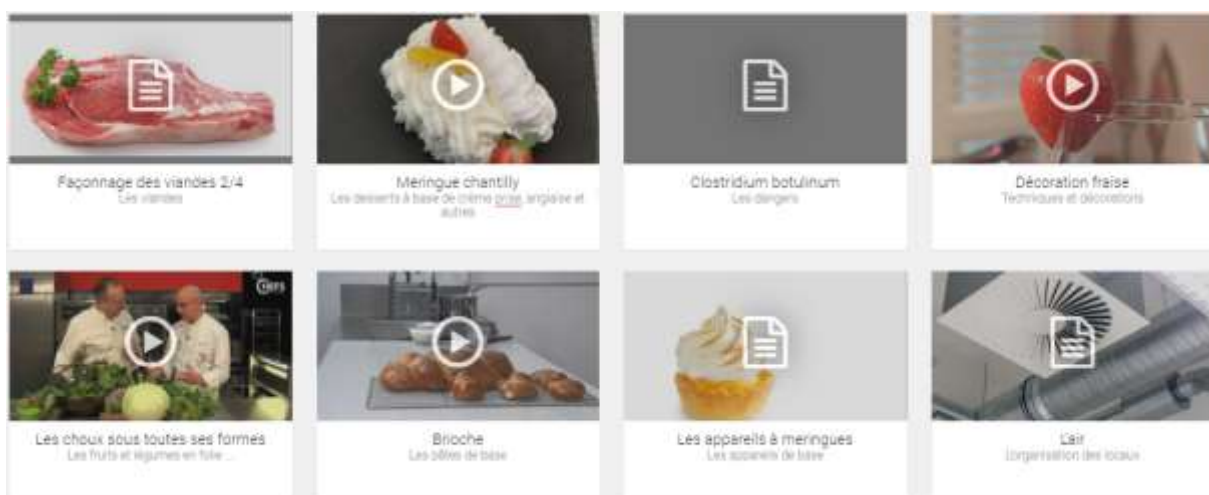 Façonnage des viandes 2/4
Les viandes
Meringue chantilly
Les desserts à base de crème prise, anglaise et
autres
Clostridium botulinum
Les dangers
Décoration fraise
Techniques et décorations
Les choux sous toutes ses formes
Les fruits et légumes en folie ...
Brioche
Les pâtes de base
Les appareils à meringues
Les appareils de base
L'air
L'organisation des locaux